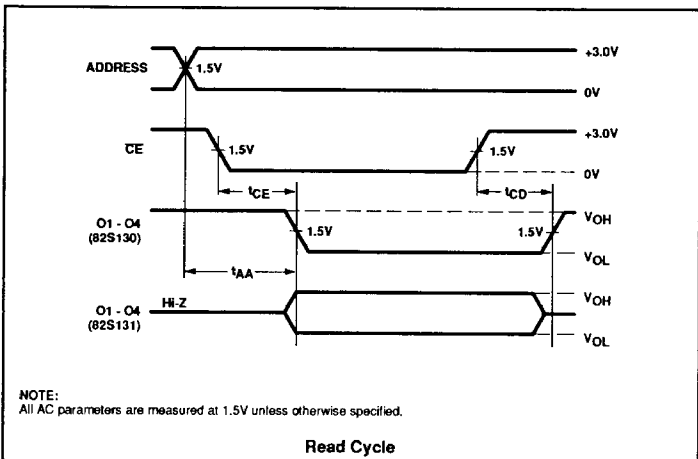 ADDRESS
1.5V
+3.0V
0V
CE
1.5V
1.5V
+3.0V
0V
tCE
tCD
O1 - O4
(82S130)
1.5V
1.5V
VOH
VOL
tAA
O1 - O4
(82S131)
Hi-Z
VOH
VOL
NOTE:
All AC parameters are measured at 1.5V unless otherwise specified.
Read Cycle